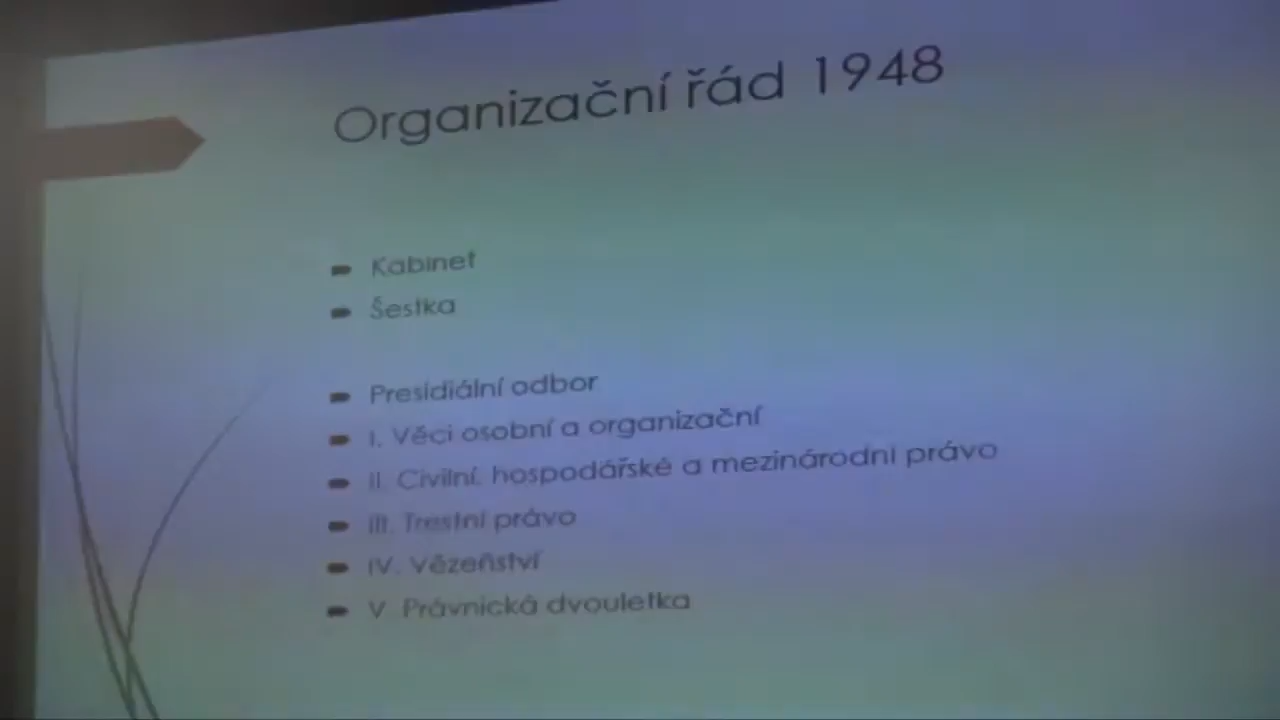 Organizační řád 1948
Kabinet
Šestka
Presidiální odbor
I. Věci osobní a organizační
II. Civilní, hospodářské a mezinárodní právo
III. Trestní právo
IV. Vězeňství
V. Právnická dvouletka